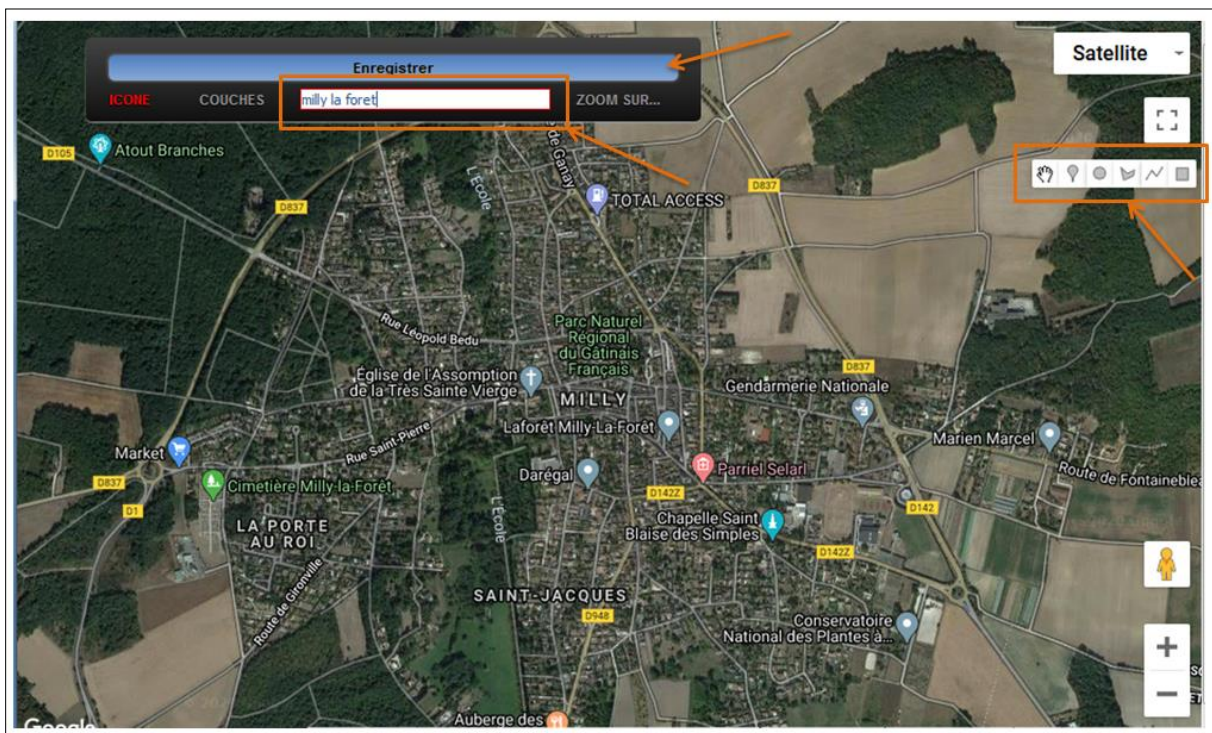 Enregistrer
ICONE
COUCHES
milly la foret
ZOOM SUR...
Satellite
D105
Atout Branches
D837
L'École
de Ganay
TOTAL ACCESS
D837
Rue Léopold Bedu
Parc Naturel
Régional
du Gâtinais
Français
Église de l'Assomption
de la Très Sainte Vierge
MILLY
D837
Gendarmerie Nationale
Laforêt Milly-La-Forêt
Marien Marcel
Market
Rue Saint-Pierre
Darégal
Parriel Selarl
Route de Fontaineblea
D837
Cimetière Milly-la-Forêt
D142Z
D142
D1
L'École
Chapelle Saint
Blaise des Simples
LA PORTE
AU ROI
D142Z
Route de Gironville
SAINT-JACQUES
D948
Conservatoire
National des Plantes à...
Auberge des
Google